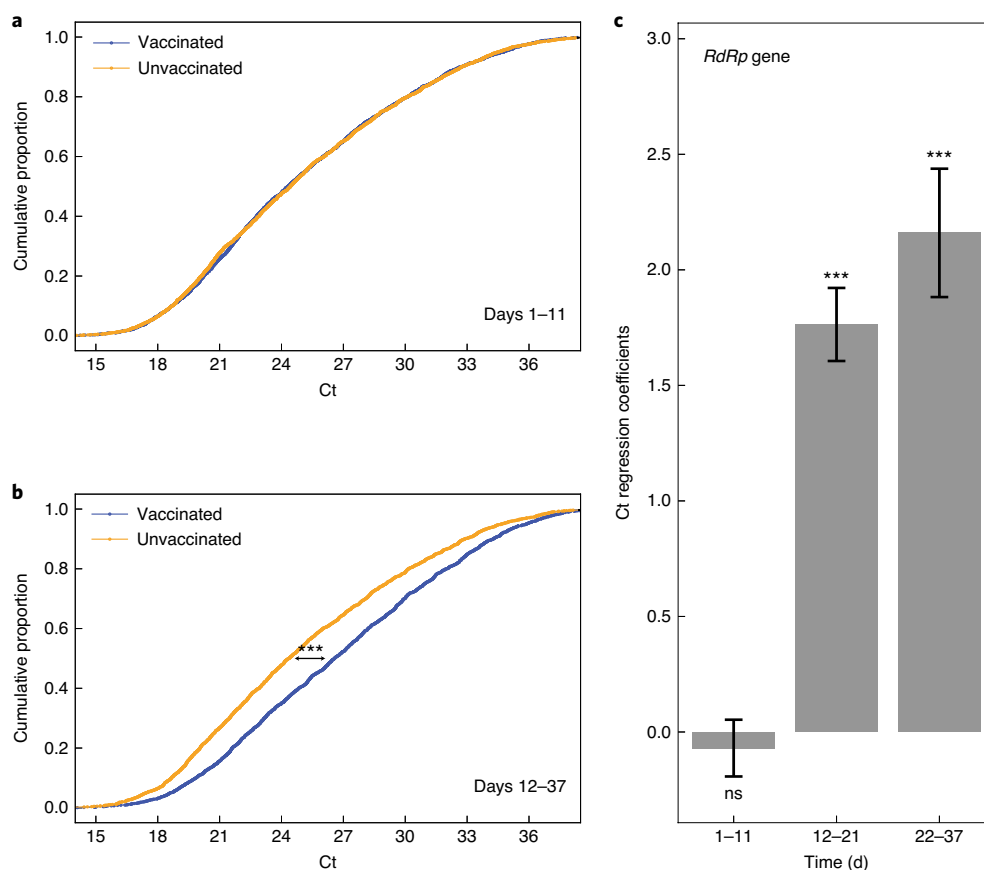 a
Vaccinated
Unvaccinated
1.0
0.8
0.6
0.4
0.2
0.0
Cumulative proportion
Days 1–11
15 18 21 24 27 30 33 36
Ct
b
Vaccinated
Unvaccinated
1.0
0.8
0.6
0.4
0.2
0.0
Cumulative proportion
***
Days 12–37
15 18 21 24 27 30 33 36
Ct
c
RdRp gene
3.0
2.5
2.0
1.5
1.0
0.5
0.0
Ct regression coefficients
***
***
ns
1–11 12–21 22–37
Time (d)